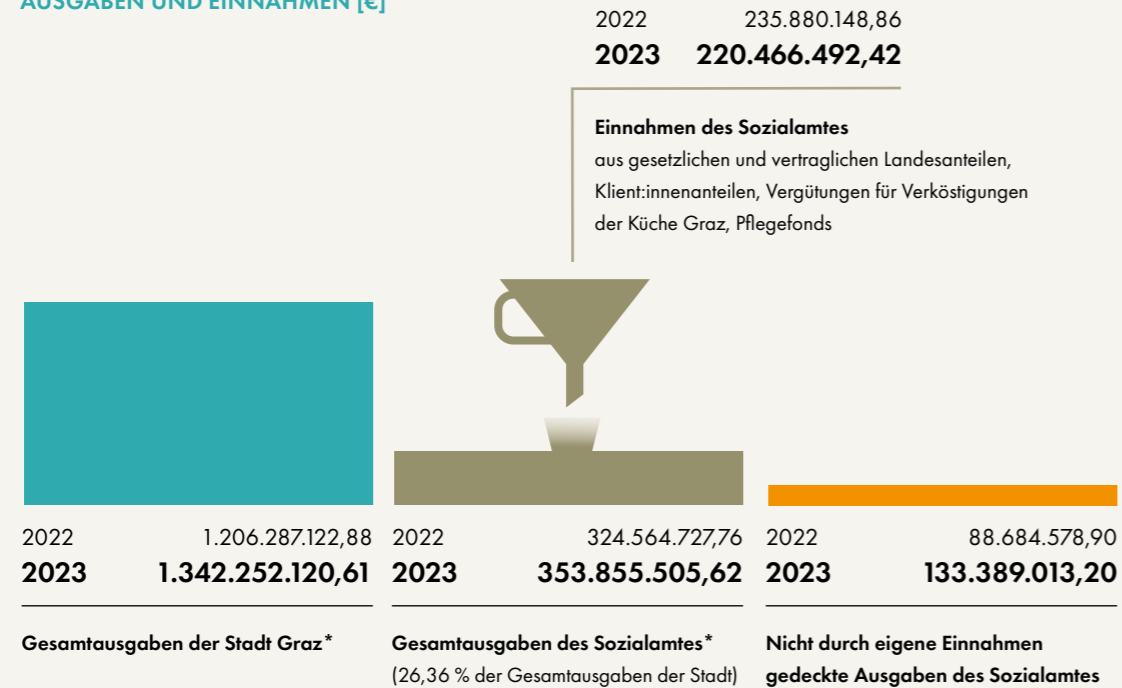 AUSGABEN UND EINNAHMEN [€]
2022 235.880.148,86
2023 220.466.492,42
Einnahmen des Sozialamtes
aus gesetzlichen und vertraglichen Landesanteilen,
Klient:innenanteilen, Vergütungen für Verköstigungen
der Küche Graz, Pflegefonds
2022 1.206.287.122,88
2023 1.342.252.120,61
Gesamtausgaben der Stadt Graz*
2022 324.564.727,76
2023 353.855.505,62
Gesamtausgaben des Sozialamtes*
(26,36 % der Gesamtausgaben der Stadt)
2022 88.684.578,90
2023 133.389.013,20
Nicht durch eigene Einnahmen
gedeckte Ausgaben des Sozialamtes